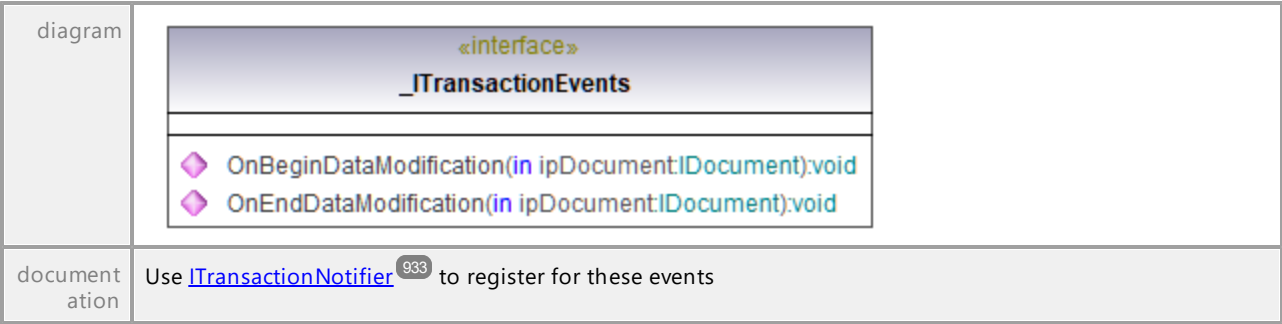 diagram
«interface»
_ITransactionEvents
OnBeginDataModification(in ipDocument:IDocument):void
OnEndDataModification(in ipDocument:IDocument):void
document
ation
Use ITransactionNotifier 933 to register for these events